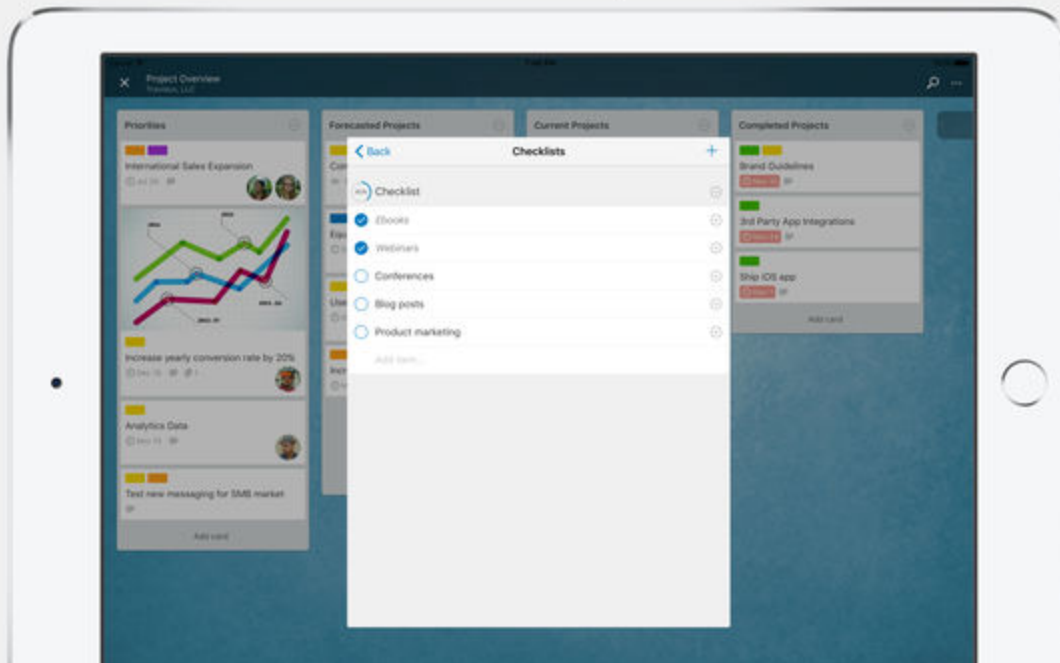 Project Overview
Priorities
International Sales Expansion
Increase yearly conversion rate by 20%
Analytics Data
Test new messaging for SMB market
Add card
Forecasted Projects
Current Projects
Back
Checklists
Checklist
Ebooks
Webinars
Conferences
Blog posts
Product marketing
Add item...
Completed Projects
Brand Guidelines
3rd Party App Integrations
Ship iOS app
Add card